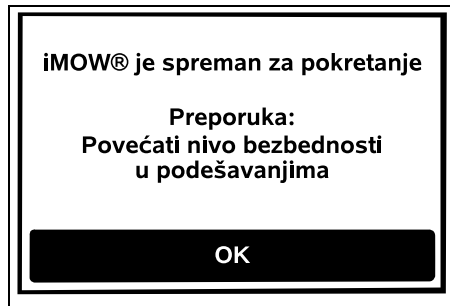 iMOW® je spreman za pokretanje
Preporuka:
Povećati nivo bezbednosti
u podešavanjima
OK